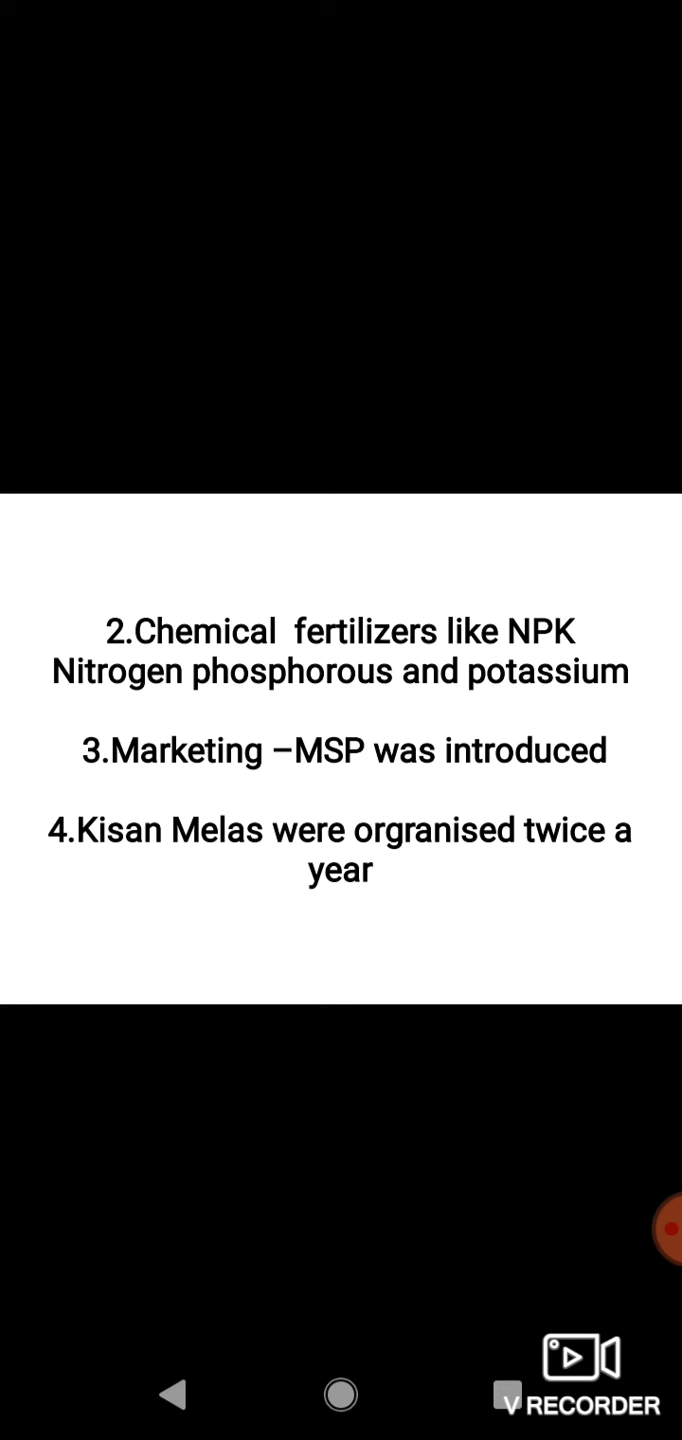 2.Chemical  fertilizers like NPK
Nitrogen phosphorous and potassium
3.Marketing –MSP was introduced
4.Kisan Melas were orgranised twice a
year
V RECORDER